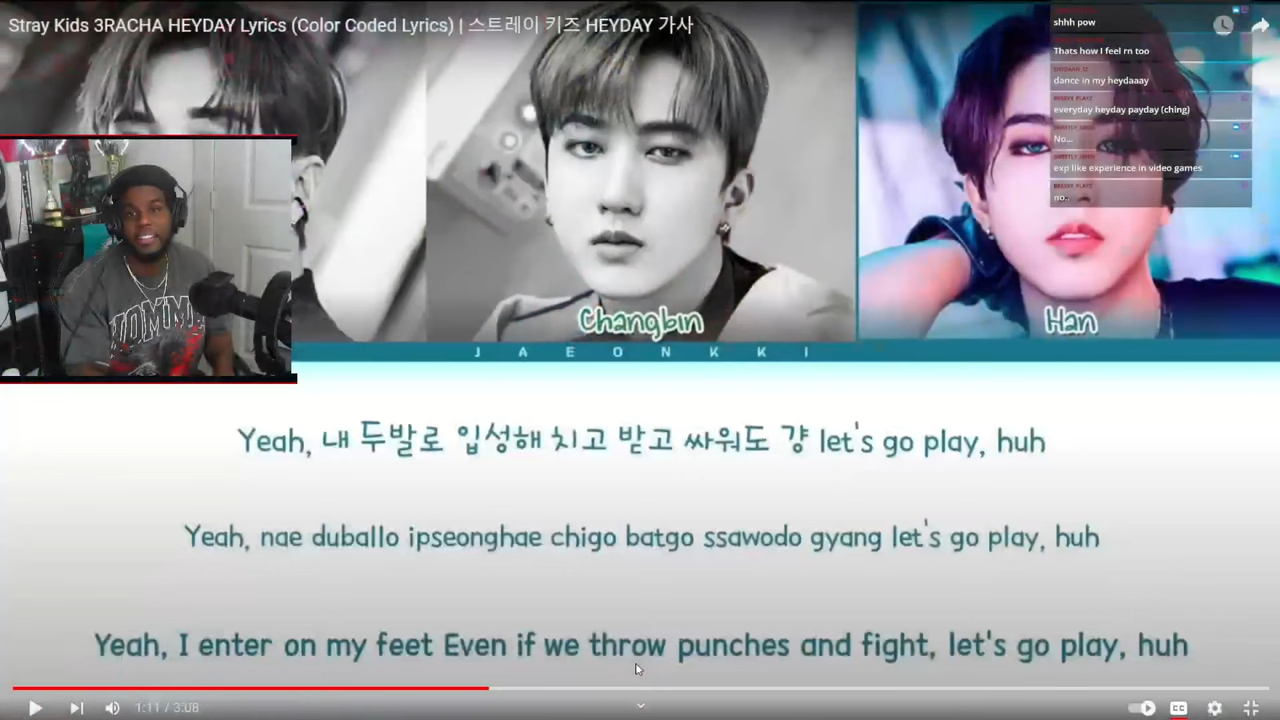 Stray Kids 3RACHA HEYDAY Lyrics (Color Coded Lyrics) | 스트레이 키즈 HEYDAY 가사
shhh pow
Thats how I feel rn too
dance in my heydaaay
everyday heyday payday (ching)
No...
exp like experience in video games
no..
Changbin
Han
JAEONKKI
Yeah, 내 두발로 입성해 치고 받고 싸워도 걍 let's go play, huh
Yeah, nae duballo ipseonghae chigo batgo ssawodo gyang let's go play, huh
Yeah, I enter on my feet Even if we throw punches and fight, let's go play, huh
1:11 / 3:08
CC